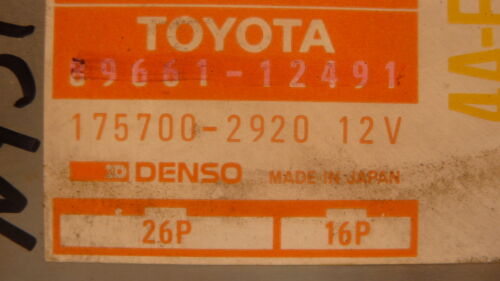 TOYOTA
89661-12491
175700-2920 12V
DENSO MADE IN JAPAN
26P 16P